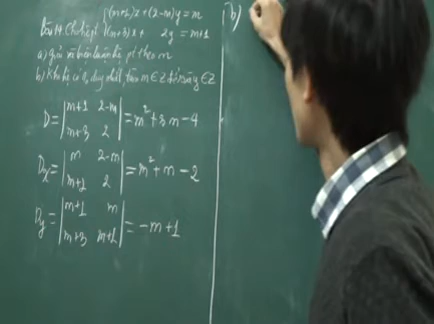 Bài 14. Cho hệ pt { (m+1)x+(2-m)y = m
(m+3)x+ 2y = m+1
a) giải và biện luận hệ pt theo m
b) Khi hệ có nghiệm duy nhất tìm m ∈ Z để x, y ∈ Z
D = | m+1 2-m | = m² + 3m - 4
| m+3 2 |
Dx = | m 2-m | = m² + m - 2
| m+1 2 |
Dy = | m+1 m | = -m+1
| m+3 m+1 |
b)